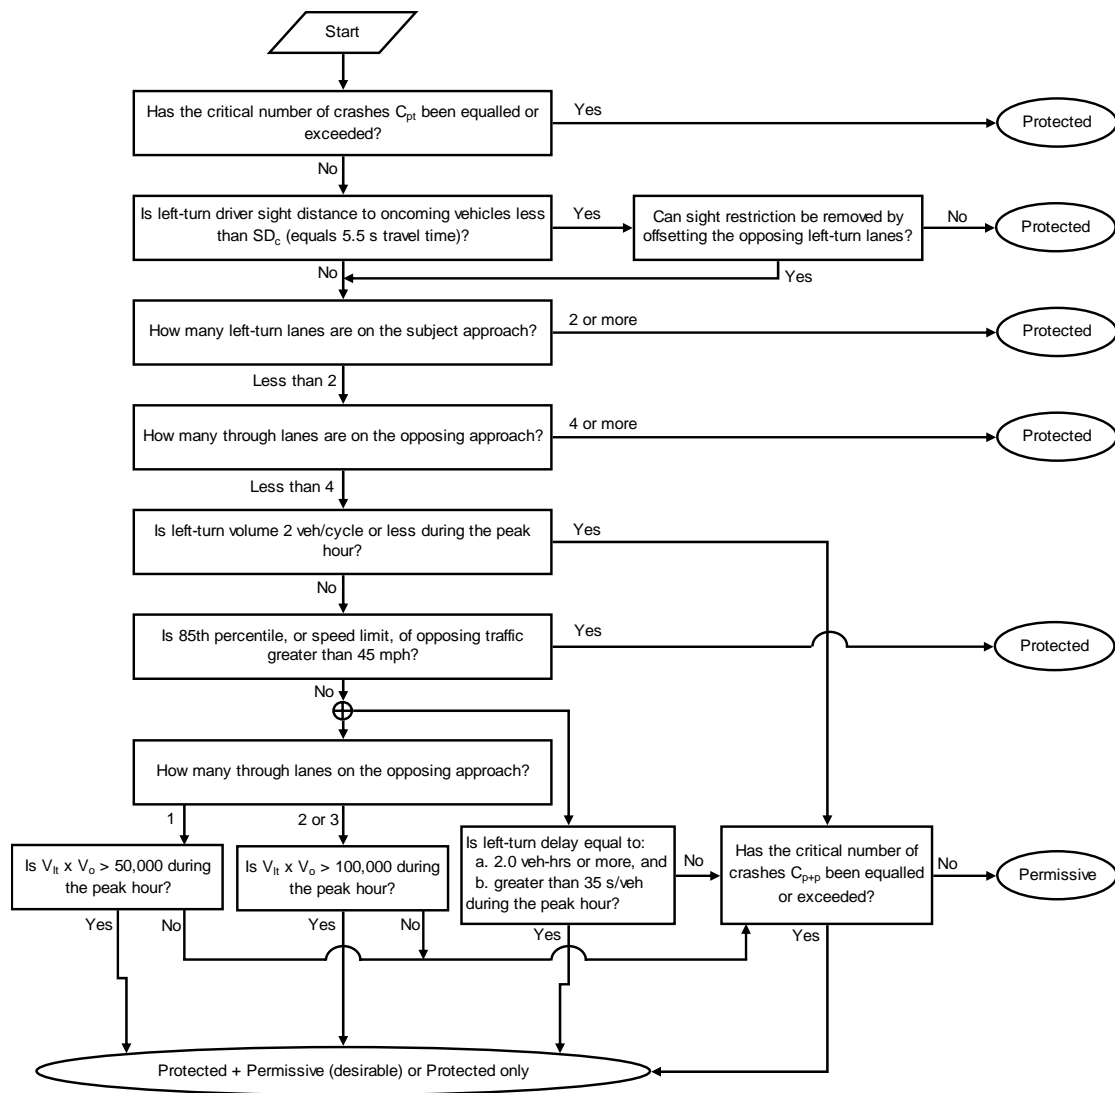 Start
Has the critical number of crashes Cpt been equalled or
exceeded?
Yes
Protected
No
Is left-turn driver sight distance to oncoming vehicles less
than SDc (equals 5.5 s travel time)?
Yes
Can sight restriction be removed by
offsetting the opposing left-turn lanes?
No
Protected
No
Yes
How many left-turn lanes are on the subject approach?
2 or more
Protected
Less than 2
How many through lanes are on the opposing approach?
4 or more
Protected
Less than 4
Is left-turn volume 2 veh/cycle or less during the peak
hour?
Yes
No
Is 85th percentile, or speed limit, of opposing traffic
greater than 45 mph?
Yes
Protected
No
How many through lanes on the opposing approach?
1
2 or 3
Is Vlt x Vo > 50,000 during
the peak hour?
Is Vlt x Vo > 100,000 during
the peak hour?
Is left-turn delay equal to:
a. 2.0 veh-hrs or more, and
b. greater than 35 s/veh
during the peak hour?
No
Has the critical number of
crashes Cp+p been equalled
or exceeded?
No
Permissive
Yes
No
Yes
No
Yes
Yes
Protected + Permissive (desirable) or Protected only